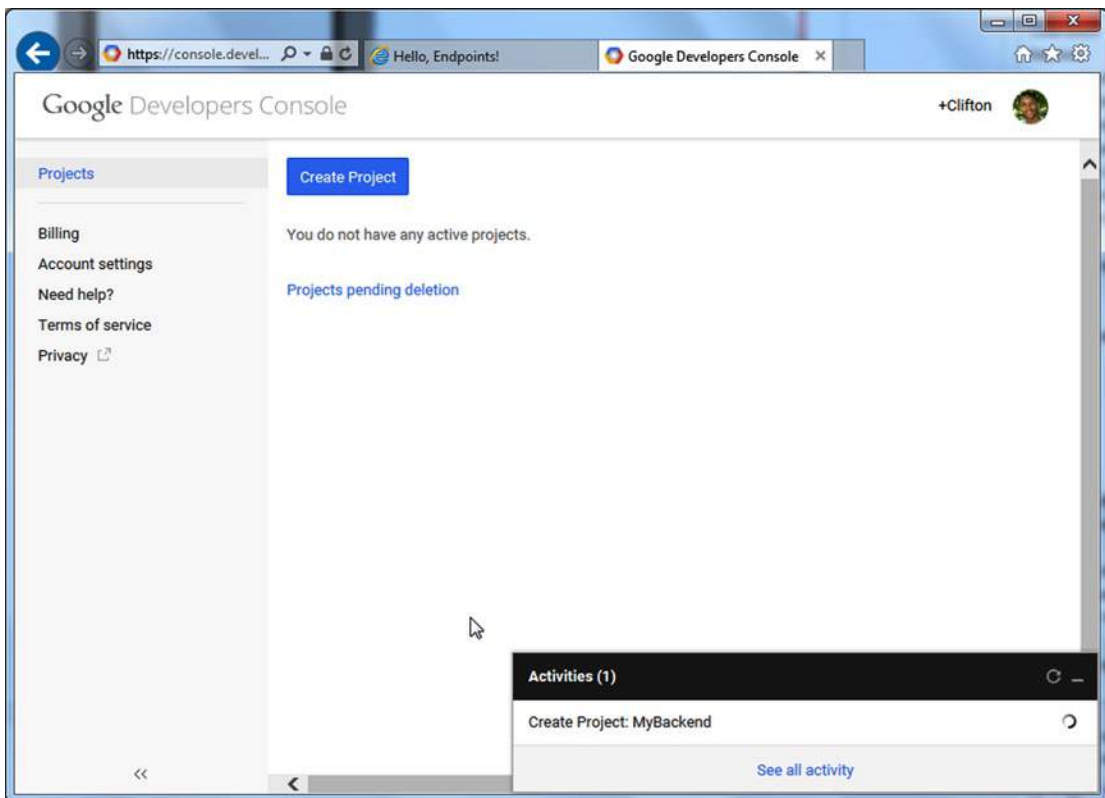 https://console.devel...
Hello, Endpoints!
Google Developers Console
Google Developers Console
+Clifton
Projects
Create Project
Billing
You do not have any active projects.
Account settings
Need help?
Projects pending deletion
Terms of service
Privacy
Activities (1)
Create Project: MyBackend
See all activity